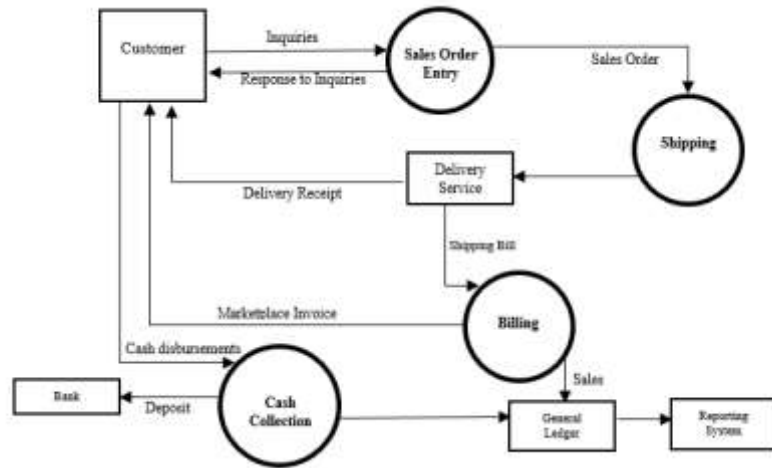 Customer
Inquiries
Response to Inquiries
Sales Order
Entry
Sales Order
Shipping
Delivery
Service
Delivery Receipt
Shipping Bill
Marketplace Invoice
Billing
Cash disbursements
Sales
Bank
Deposit
Cash
Collection
General
Ledger
Reporting
System